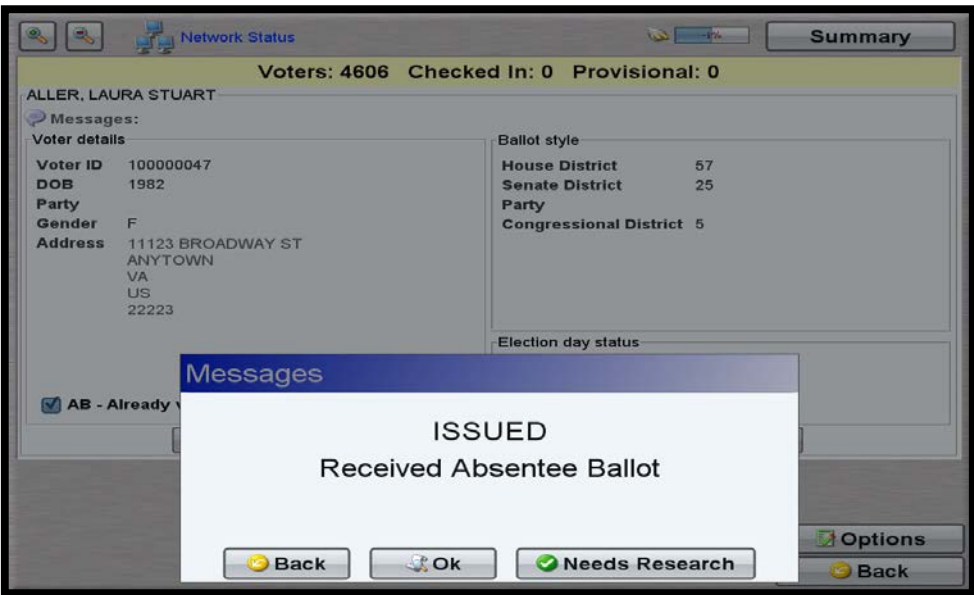 Network Status
Summary
Voters: 4606 Checked In: 0 Provisional: 0
ALLER, LAURA STUART
Messages:
Voter details
Voter ID 100000047
DOB 1982
Party
Gender F
Address 11123 BROADWAY ST
ANYTOWN
VA
US
22223
Ballot style
House District 57
Senate District 25
Party
Congressional District 5
Election day status
AB - Already
Messages
ISSUED
Received Absentee Ballot
Back
Ok
Needs Research
Options
Back